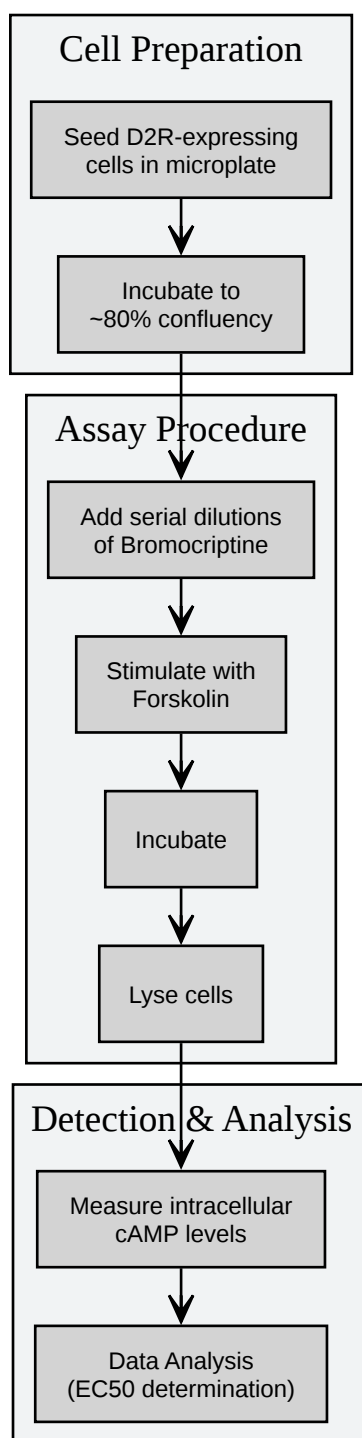 Cell Preparation
Seed D2R-expressing
cells in microplate
Incubate to
~80% confluency
Assay Procedure
Add serial dilutions
of Bromocriptine
Stimulate with
Forskolin
Incubate
Lyse cells
Detection & Analysis
Measure intracellular
cAMP levels
Data Analysis
(EC50 determination)